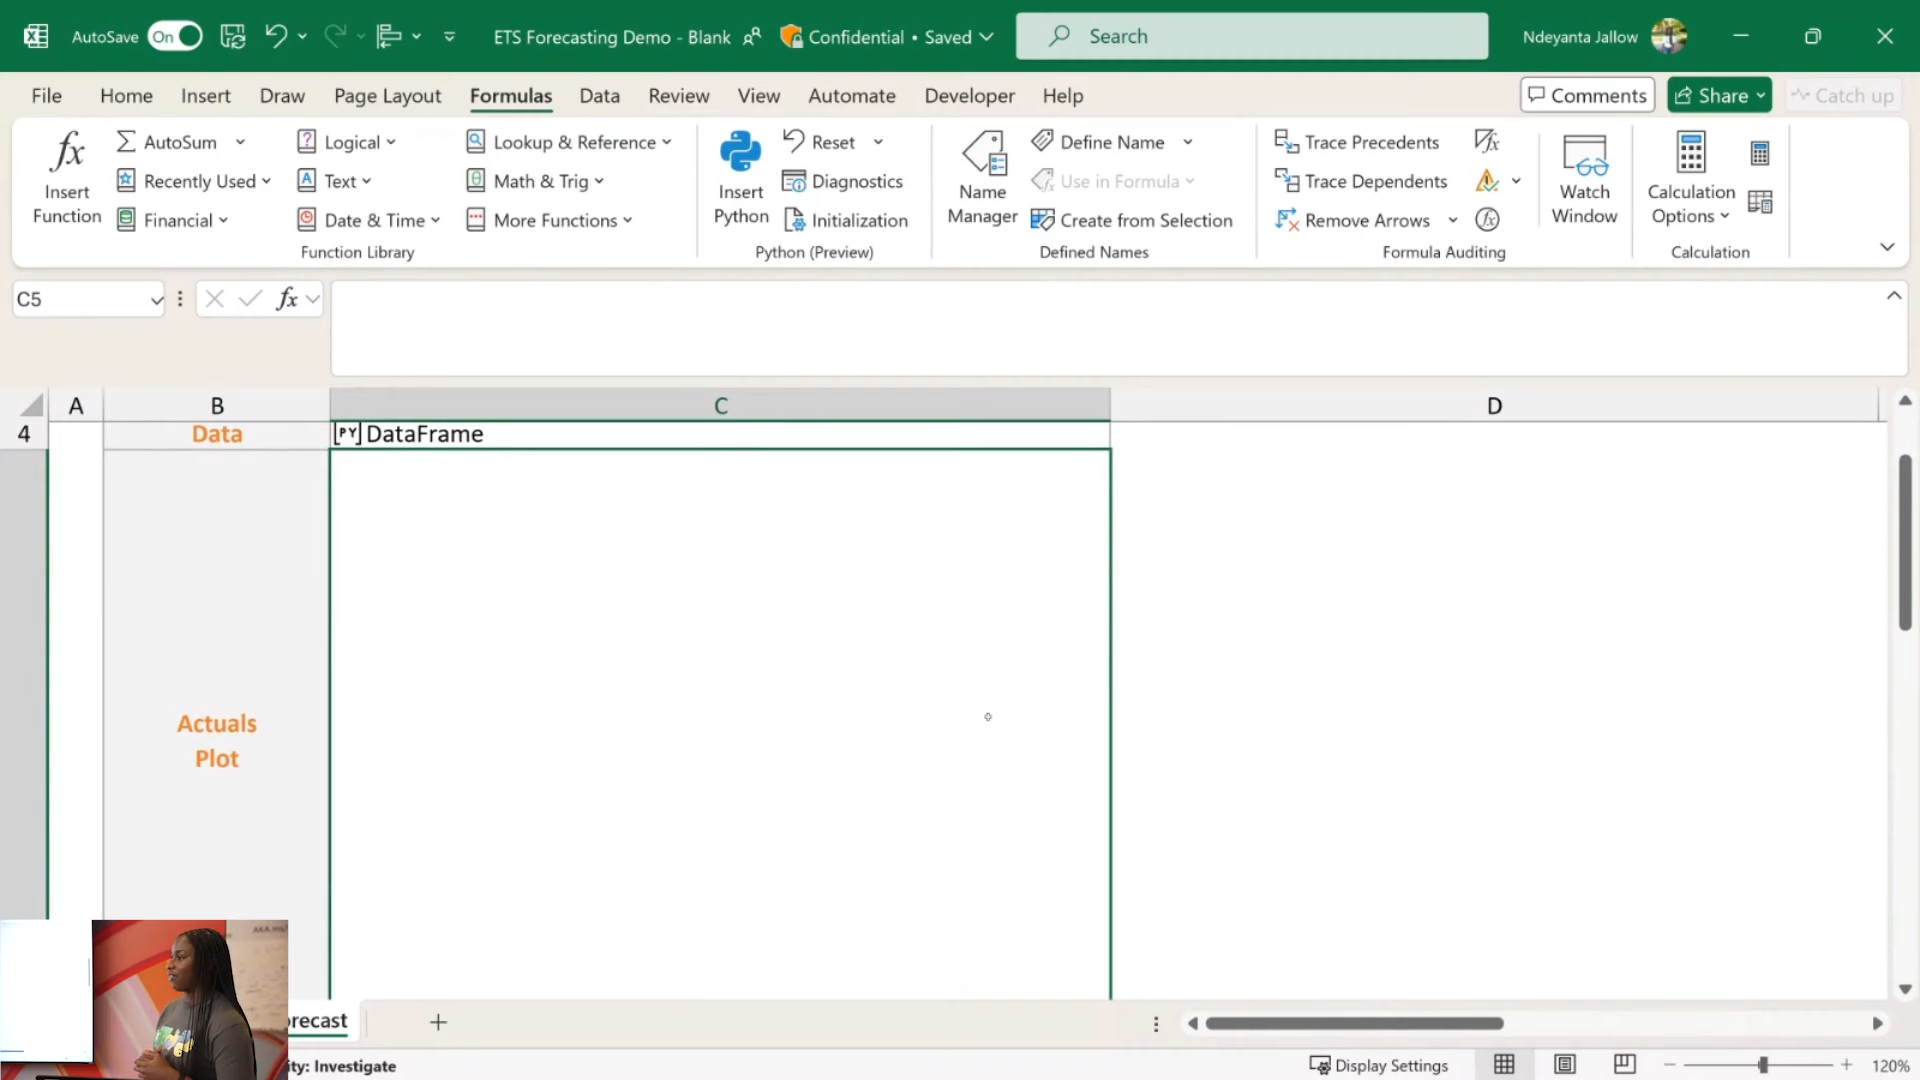 AutoSave On ETS Forecasting Demo - Blank Confidential • Saved Search Ndeyanta Jallow
File Home Insert Draw Page Layout Formulas Data Review View Automate Developer Help Comments Share Catch up
AutoSum Logical Lookup & Reference Reset Define Name Trace Precedents
Recently Used Text Math & Trig Diagnostics Use in Formula Trace Dependents
Financial Date & Time More Functions Initialization Create from Selection Remove Arrows
Insert Function
Insert Python
Name Manager
Watch Window
Calculation Options
Function Library Python (Preview) Defined Names Formula Auditing Calculation
C5 fx
A B C D
4 Data [PY] DataFrame
Actuals
Plot
recast
ity: Investigate Display Settings 120%